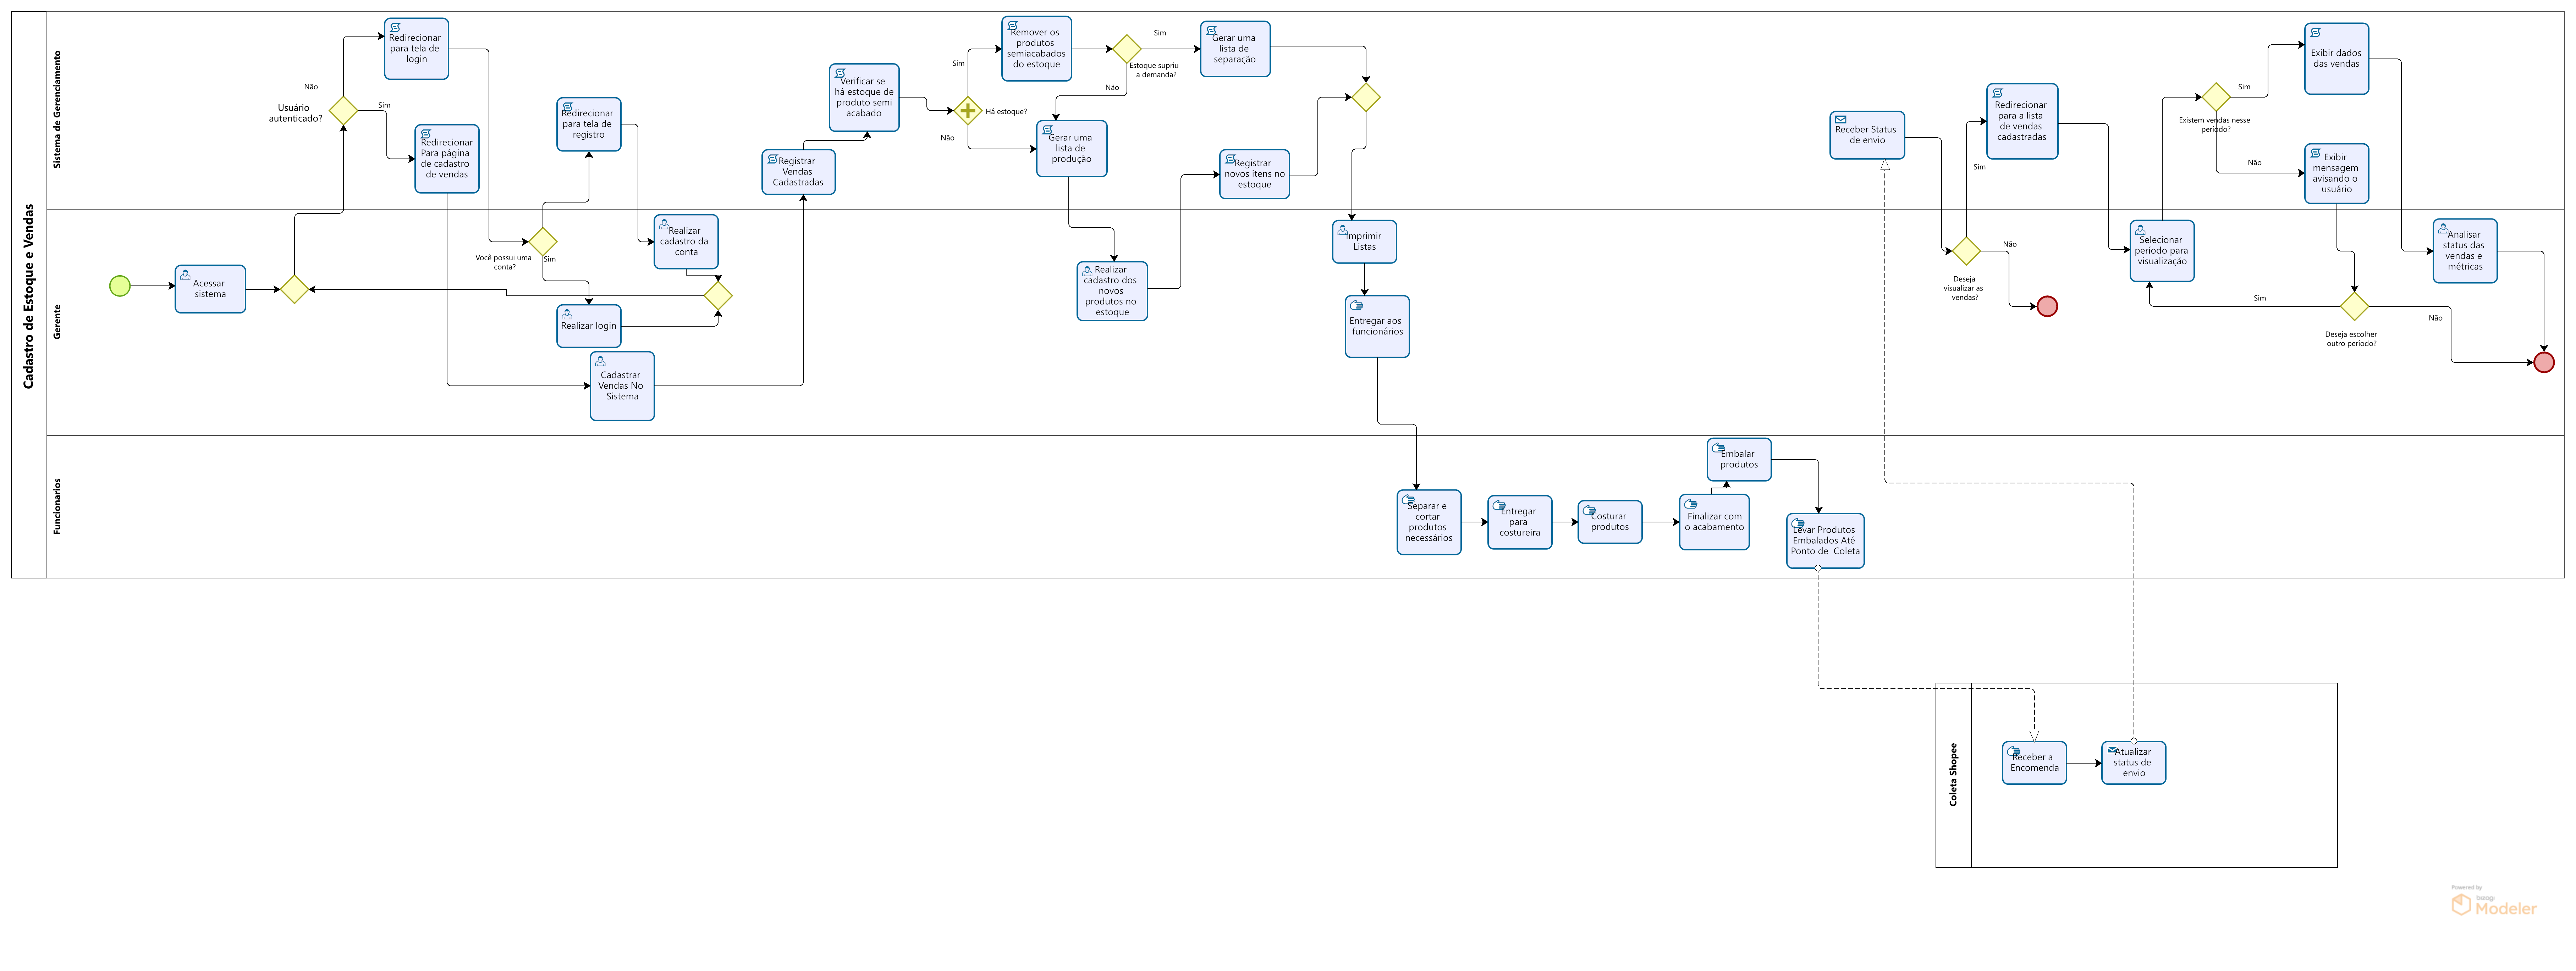 Cadastro de Estoque e Vendas
Sistema de Gerenciamento
Redirecionar
para tela de
login
Não
Usuário
autenticado?
Sim
Redirecionar
Para página
de cadastro
de vendas
Redirecionar
para tela de
registro
Registrar
Vendas
Cadastradas
Verificar se
há estoque de
produto semi
acabado
Sim
Há estoque?
Não
Remover os
produtos
semiacabados
do estoque
Sim
Estoque supriu
a demanda?
Não
Gerar uma
lista de
produção
Gerar uma
lista de
separação
Registrar
novos itens no
estoque
Receber Status
de envio
Sim
Redirecionar
para a lista
de vendas
cadastradas
Sim
Existem vendas nesse
período?
Não
Exibir dados
das vendas
Exibir
mensagem
avisando o
usuário
Gerente
Acessar
sistema
Você possui uma
conta?
Sim
Realizar
cadastro da
conta
Realizar login
Cadastrar
Vendas No
Sistema
Realizar
cadastro dos
novos
produtos no
estoque
Imprimir
Listas
Entregar aos
funcionários
Não
Deseja
visualizar as
vendas?
Selecionar
periodo para
visualização
Sim
Deseja escolher
outro periodo?
Não
Analisar
status das
vendas e
métricas
Funcionarios
Separar e
cortar
produtos
necessários
Entregar
para
costureira
Costurar
produtos
Finalizar com
o acabamento
Embalar
produtos
Levar Produtos
Embalados Até
Ponto de Coleta
Coleta Shopee
Receber a
Encomenda
Atualizar
status de
envio
Powered by
bizagi
Modeler